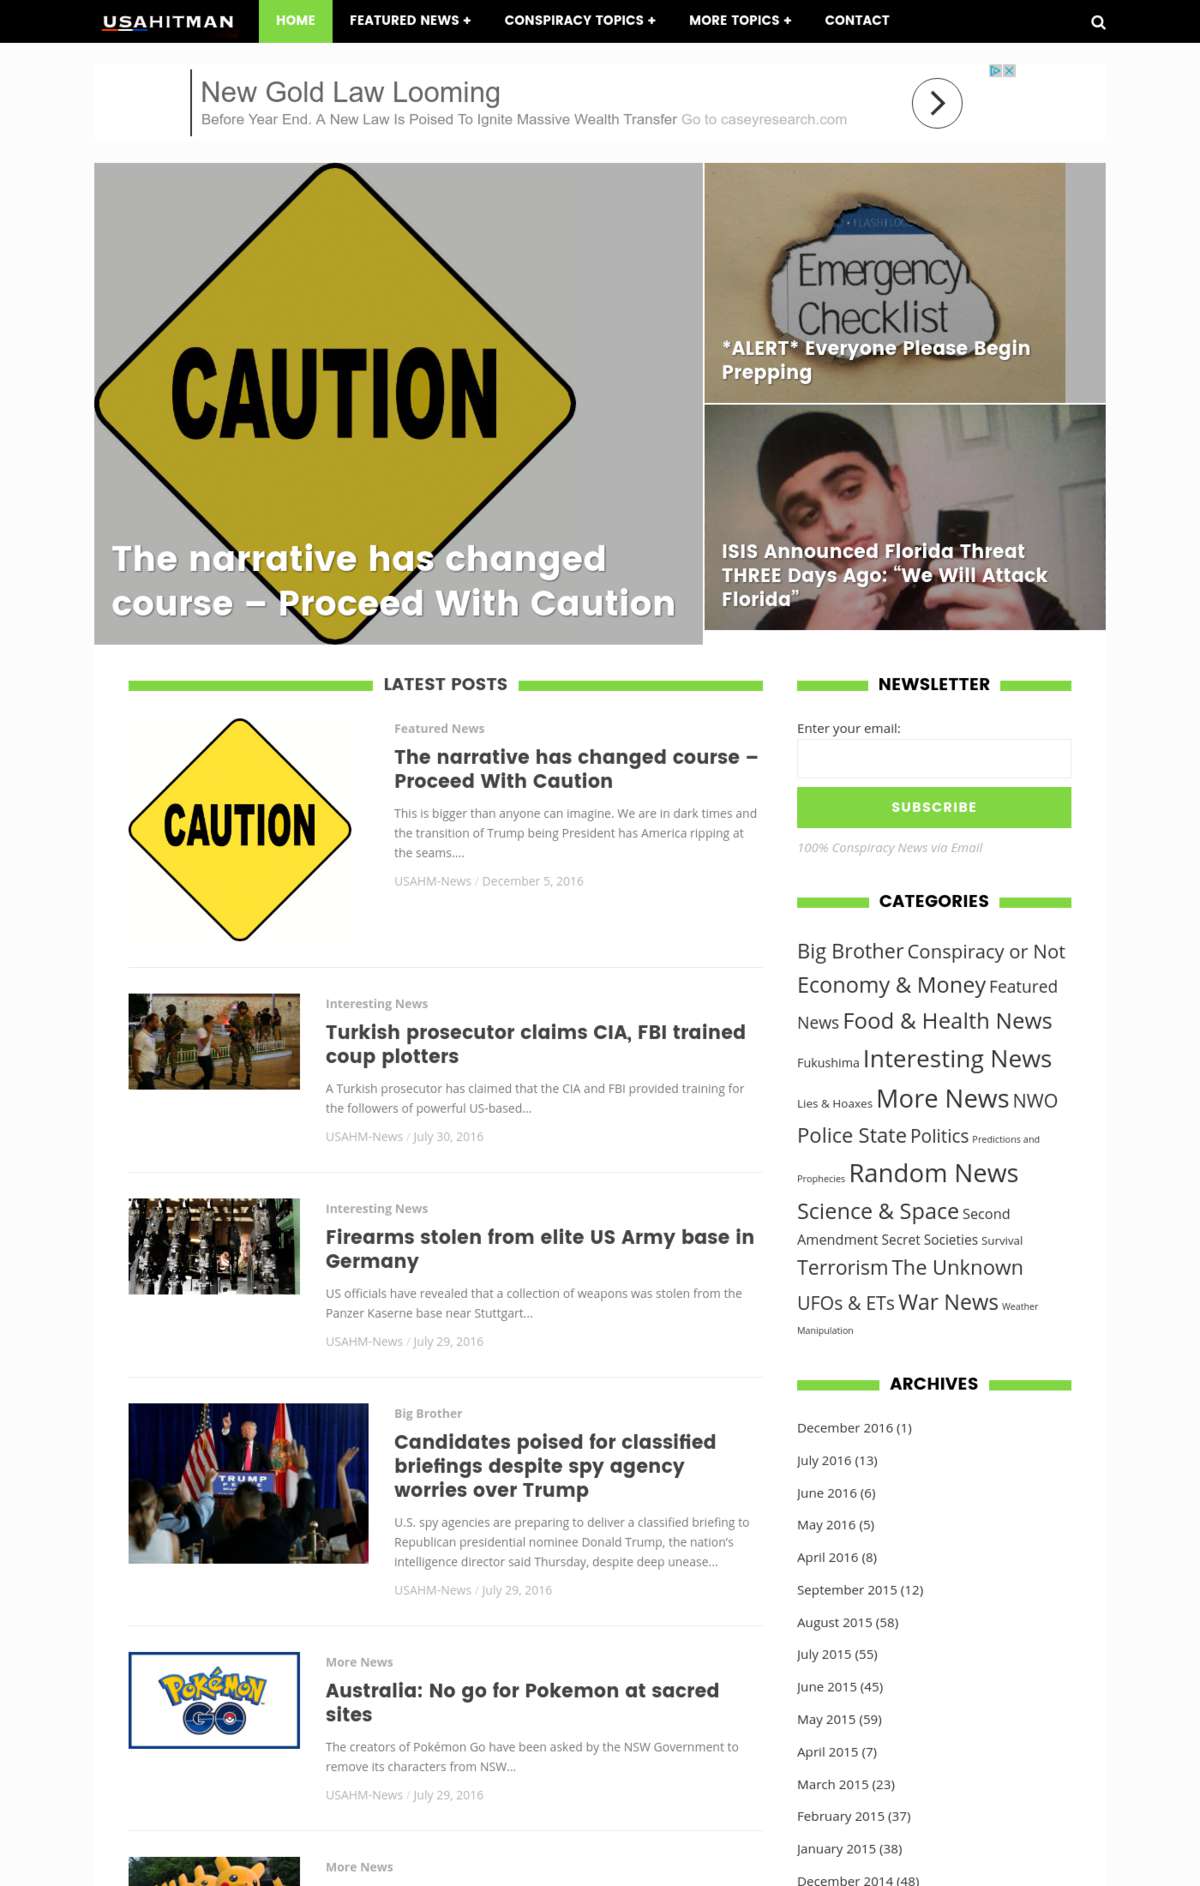 USAHITMAN
HOME
FEATURED NEWS +
CONSPIRACY TOPICS +
MORE TOPICS +
CONTACT
New Gold Law Looming
Before Year End. A New Law Is Poised To Ignite Massive Wealth Transfer Go to caseyresearch.com
CAUTION
The narrative has changed
course – Proceed With Caution
Emergency
Checklist
*ALERT* Everyone Please Begin
Prepping
ISIS Announced Florida Threat
THREE Days Ago: “We Will Attack
Florida”
LATEST POSTS
CAUTION
Featured News
The narrative has changed course –
Proceed With Caution
This is bigger than anyone can imagine. We are in dark times and
the transition of Trump being President has America ripping at
the seams....
USAHM-News / December 5, 2016
Interesting News
Turkish prosecutor claims CIA, FBI trained
coup plotters
A Turkish prosecutor has claimed that the CIA and FBI provided training for
the followers of powerful US-based...
USAHM-News / July 30, 2016
Interesting News
Firearms stolen from elite US Army base in
Germany
US officials have revealed that a collection of weapons was stolen from the
Panzer Kaserne base near Stuttgart...
USAHM-News / July 29, 2016
TRUMP
Big Brother
Candidates poised for classified
briefings despite spy agency
worries over Trump
U.S. spy agencies are preparing to deliver a classified briefing to
Republican presidential nominee Donald Trump, the nation’s
intelligence director said Thursday, despite deep unease...
USAHM-News / July 29, 2016
POKéMON
GO
More News
Australia: No go for Pokemon at sacred
sites
The creators of Pokémon Go have been asked by the NSW Government to
remove its characters from NSW...
USAHM-News / July 29, 2016
More News
NEWSLETTER
Enter your email:
SUBSCRIBE
100% Conspiracy News via Email
CATEGORIES
Big Brother Conspiracy or Not
Economy & Money Featured
News Food & Health News
Fukushima Interesting News
Lies & Hoaxes More News NWO
Police State Politics Predictions and
Prophecies Random News
Science & Space Second
Amendment Secret Societies Survival
Terrorism The Unknown
UFOs & ETs War News Weather
Manipulation
ARCHIVES
December 2016 (1)
July 2016 (13)
June 2016 (6)
May 2016 (5)
April 2016 (8)
September 2015 (12)
August 2015 (58)
July 2015 (55)
June 2015 (45)
May 2015 (59)
April 2015 (7)
March 2015 (23)
February 2015 (37)
January 2015 (38)
December 2014 (48)